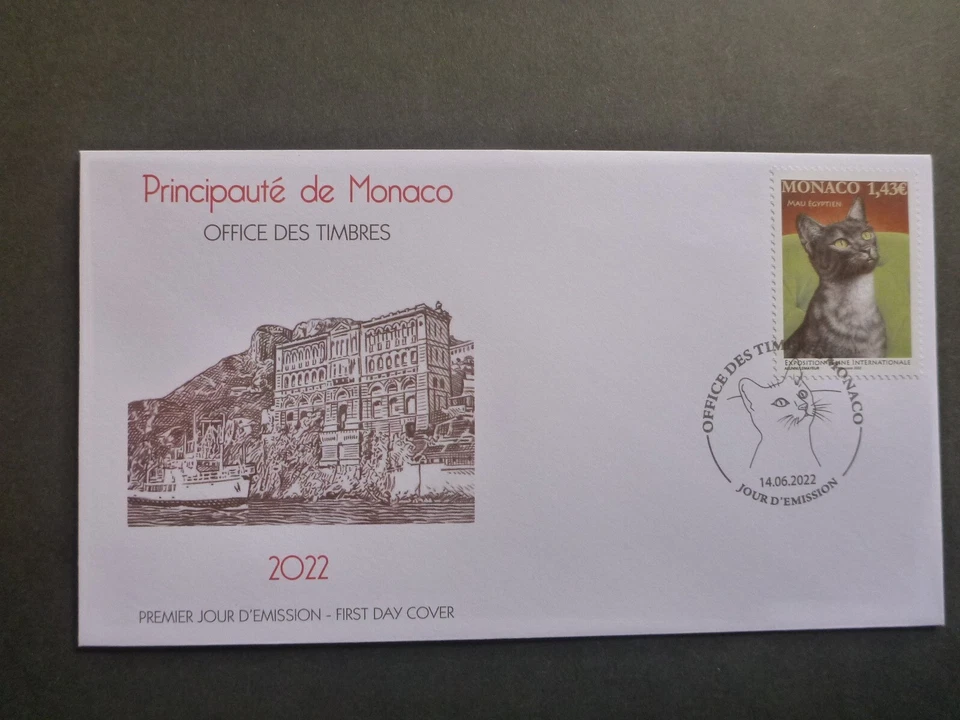 Principauté de Monaco
OFFICE DES TIMBRES
MONACO 1,43€
MAU EGYPTIEN
EXPOSITION FÉLINE INTERNATIONALE
OFFICE DES TIMBRES MONACO
14.06.2022
JOUR D'EMISSION
2022
PREMIER JOUR D'EMISSION - FIRST DAY COVER